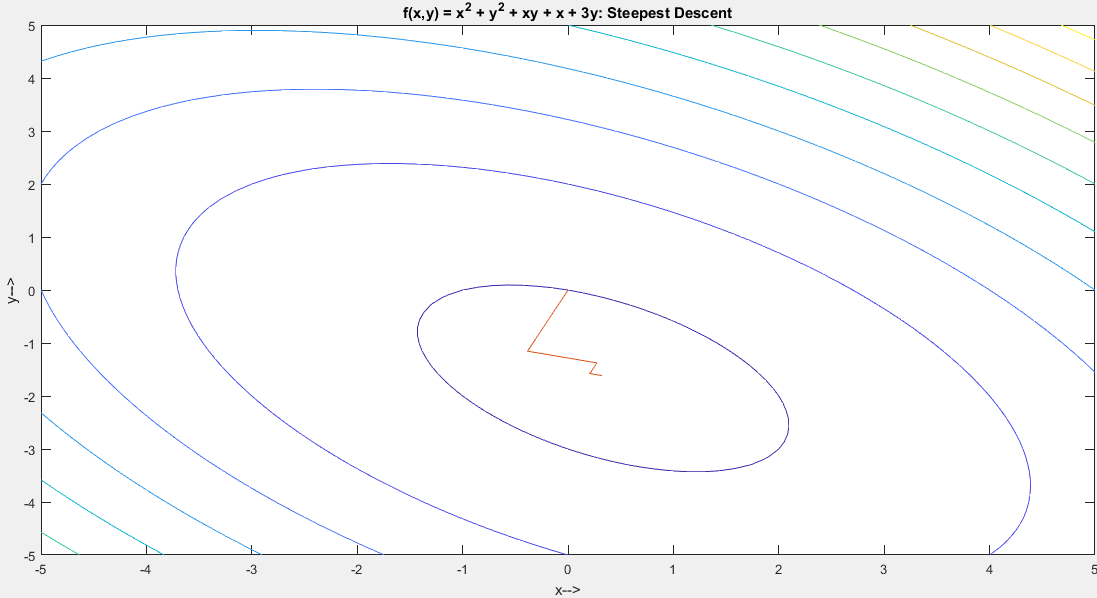 f(x,y) = x² + y² + xy + x + 3y: Steepest Descent
5
4
3
2
1
0
-1
-2
-3
-4
-5
y-->
-5 -4 -3 -2 -1 0 1 2 3 4 5
x-->